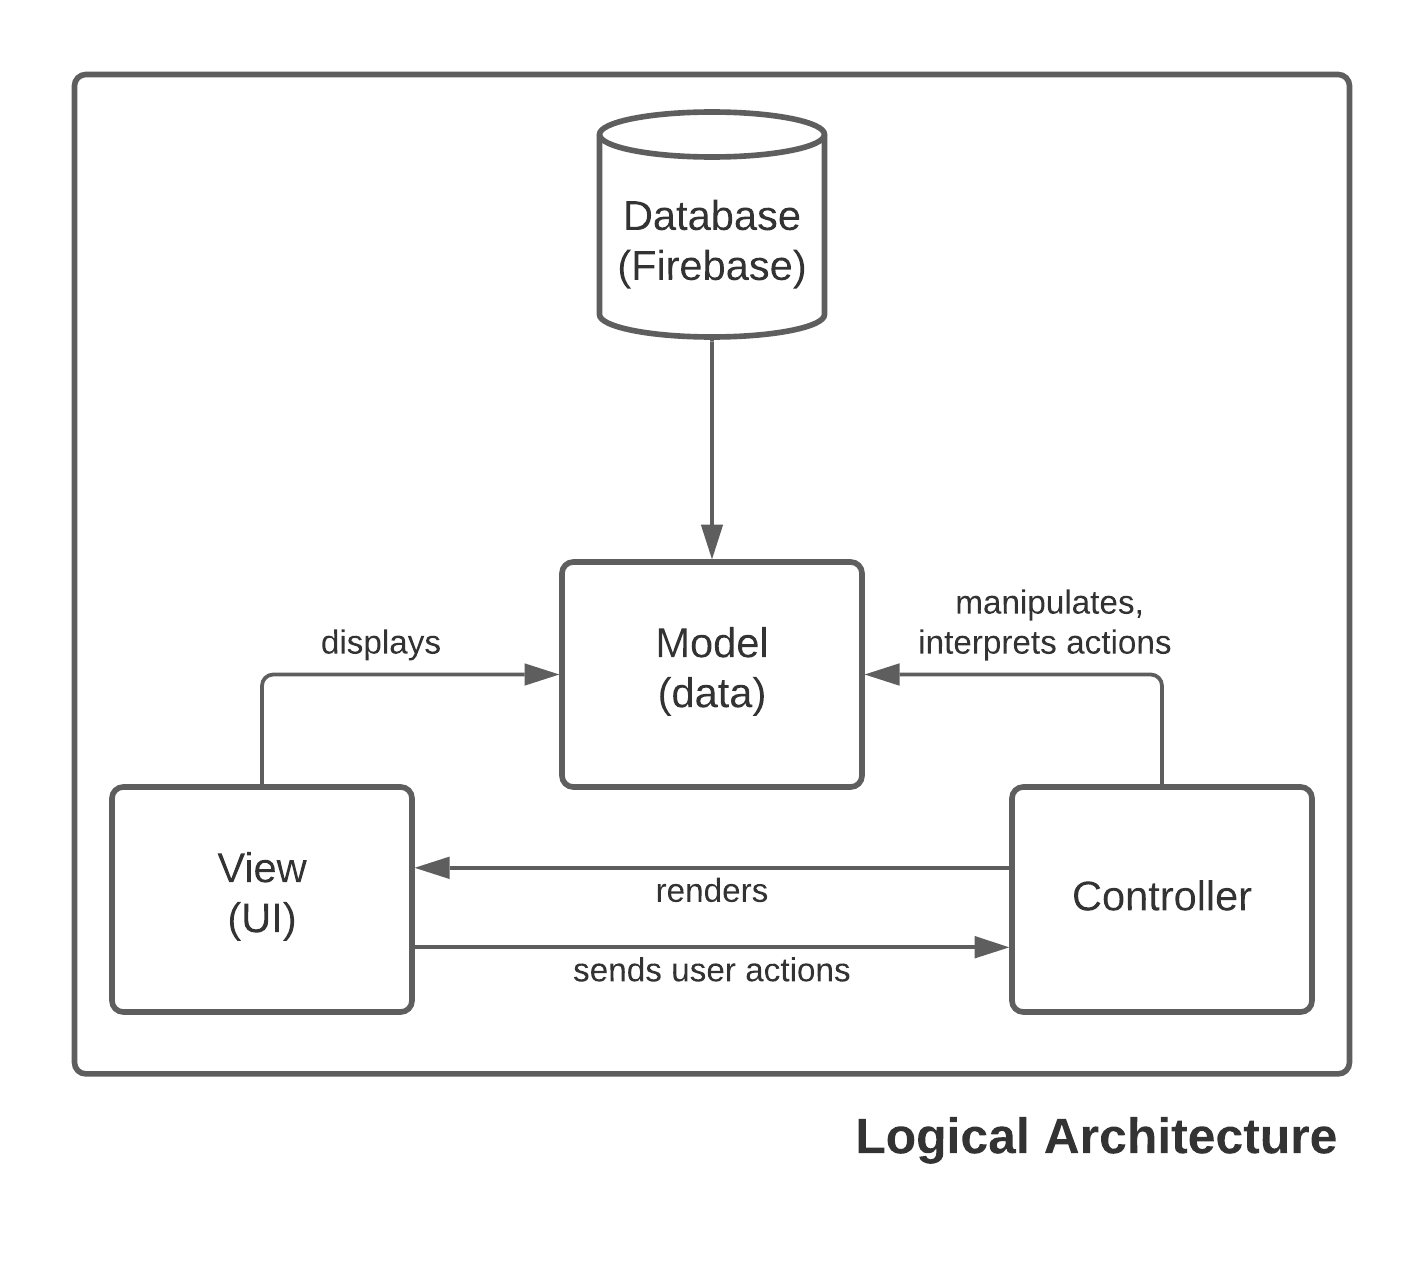 Database
(Firebase)
displays
Model
(data)
manipulates,
interprets actions
View
(UI)
renders
sends user actions
Controller
Logical Architecture